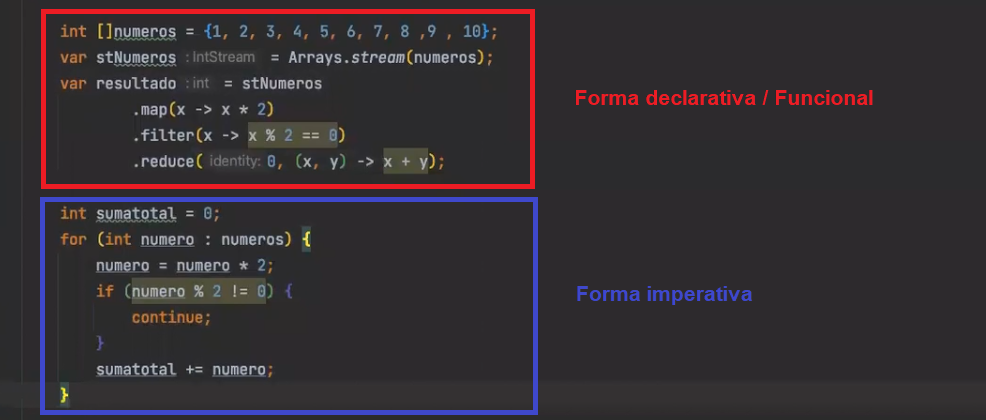 int []numeros = {1, 2, 3, 4, 5, 6, 7, 8 ,9 , 10};
var stNumeros : IntStream = Arrays.stream(numeros);
var resultado : int = stNumeros
.map(x -> x * 2)
.filter(x -> x % 2 == 0)
.reduce( identity: 0, (x, y) -> x + y);
Forma declarativa / Funcional
int sumatotal = 0;
for (int numero : numeros) {
numero = numero * 2;
if (numero % 2 != 0) {
continue;
}
sumatotal += numero;
}
Forma imperativa